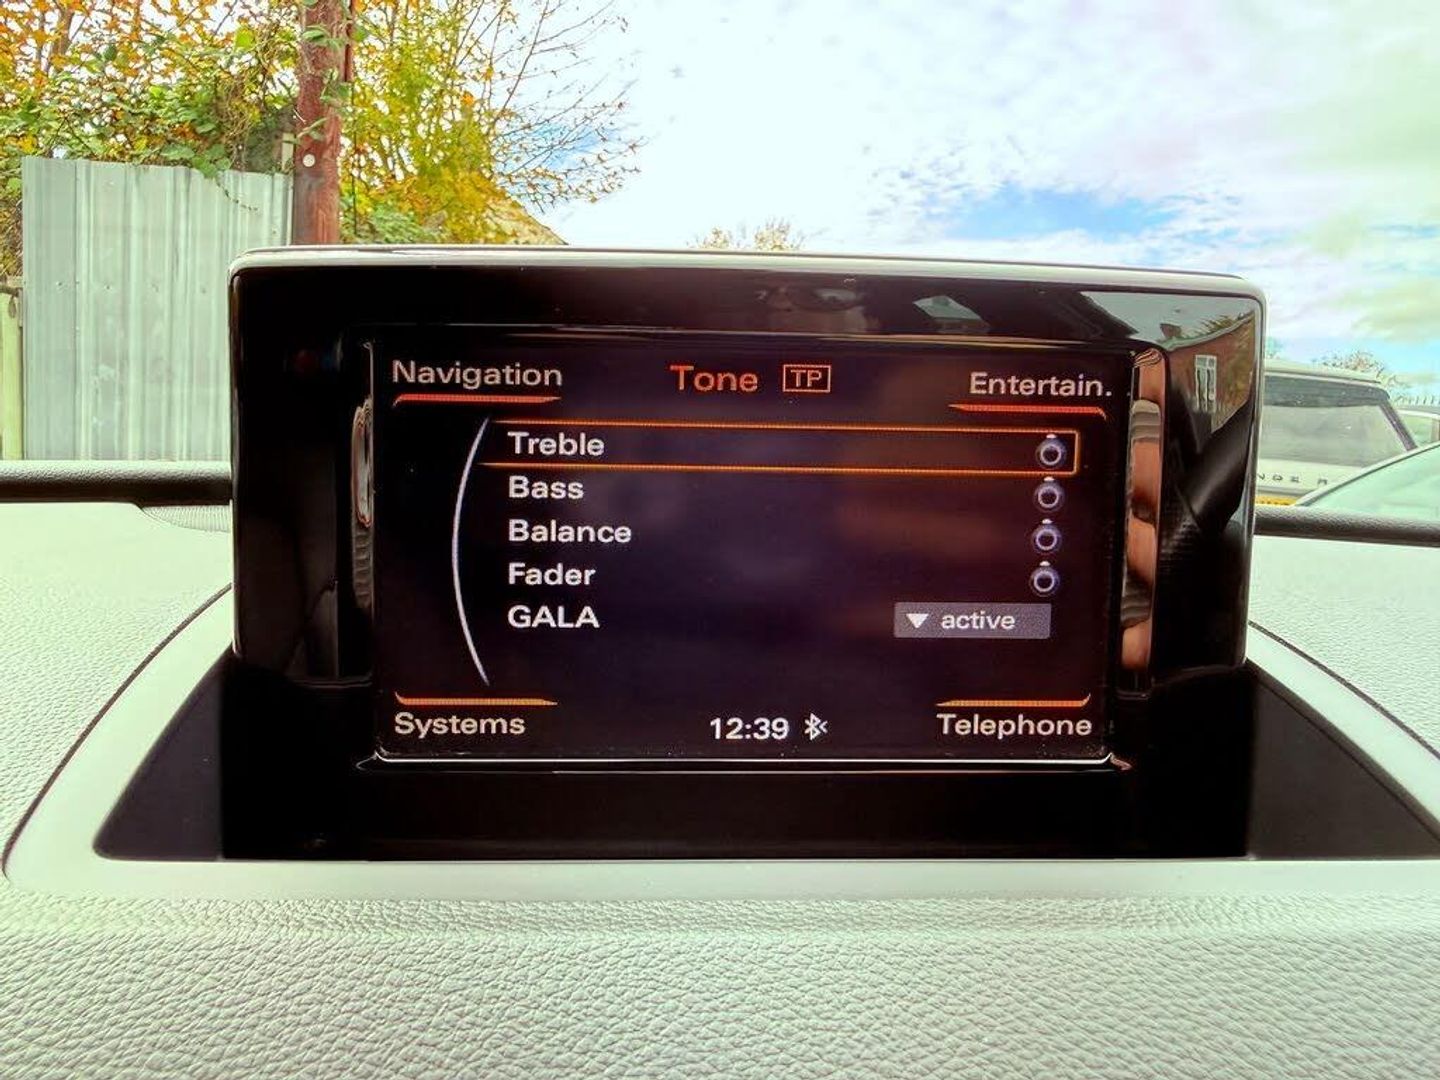 Navigation
Tone TP
Entertain.
Treble
Bass
Balance
Fader
GALA
active
Systems
12:39
Telephone